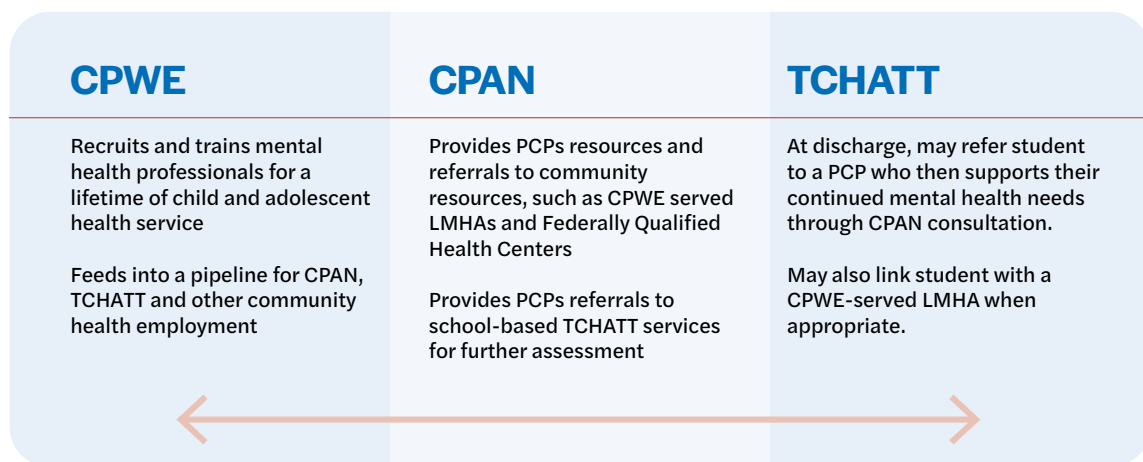 CPWE
Recruits and trains mental
health professionals for a
lifetime of child and adolescent
health service
Feeds into a pipeline for CPAN,
TCHATT and other community
health employment
CPAN
Provides PCPs resources and
referrals to community
resources, such as CPWE served
LMHAs and Federally Qualified
Health Centers
Provides PCPs referrals to
school-based TCHATT services
for further assessment
TCHATT
At discharge, may refer student
to a PCP who then supports their
continued mental health needs
through CPAN consultation.
May also link student with a
CPWE-served LMHA when
appropriate.